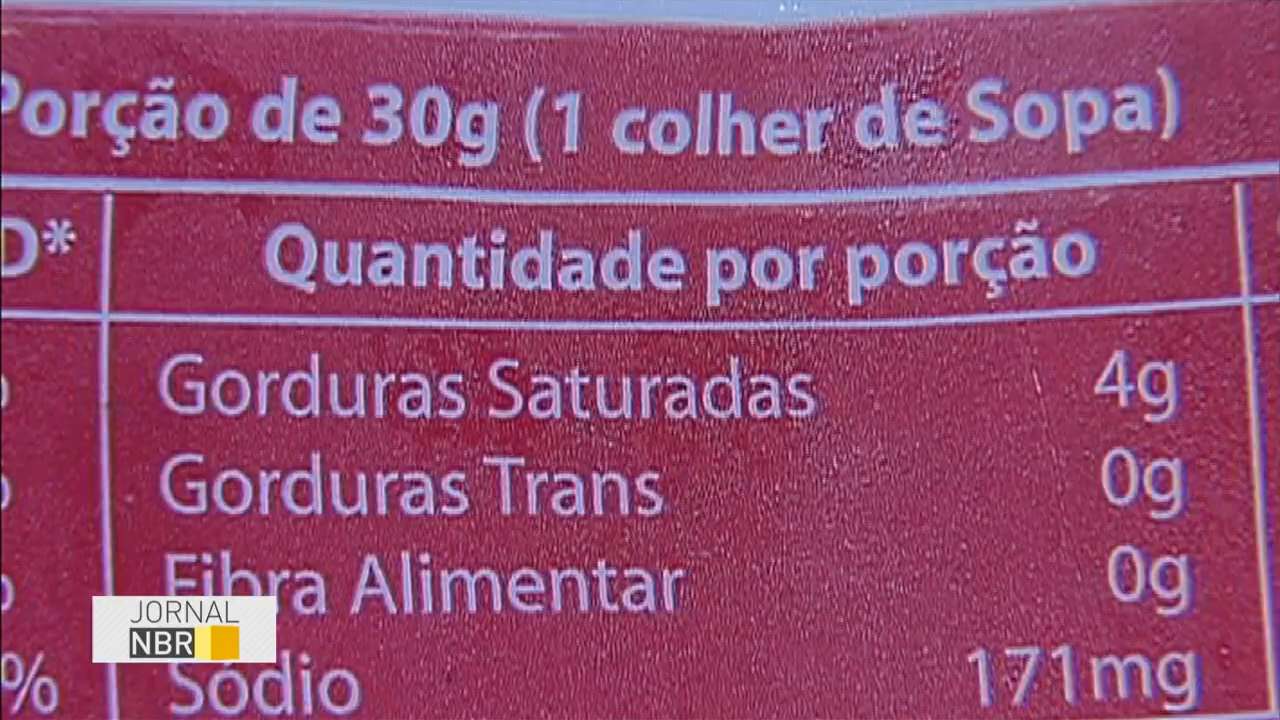 Porção de 30g (1 colher de Sopa)
D*
Quantidade por porção
Gorduras Saturadas 4g
Gorduras Trans 0g
Fibra Alimentar 0g
% Sódio 171mg
JORNAL
NBR